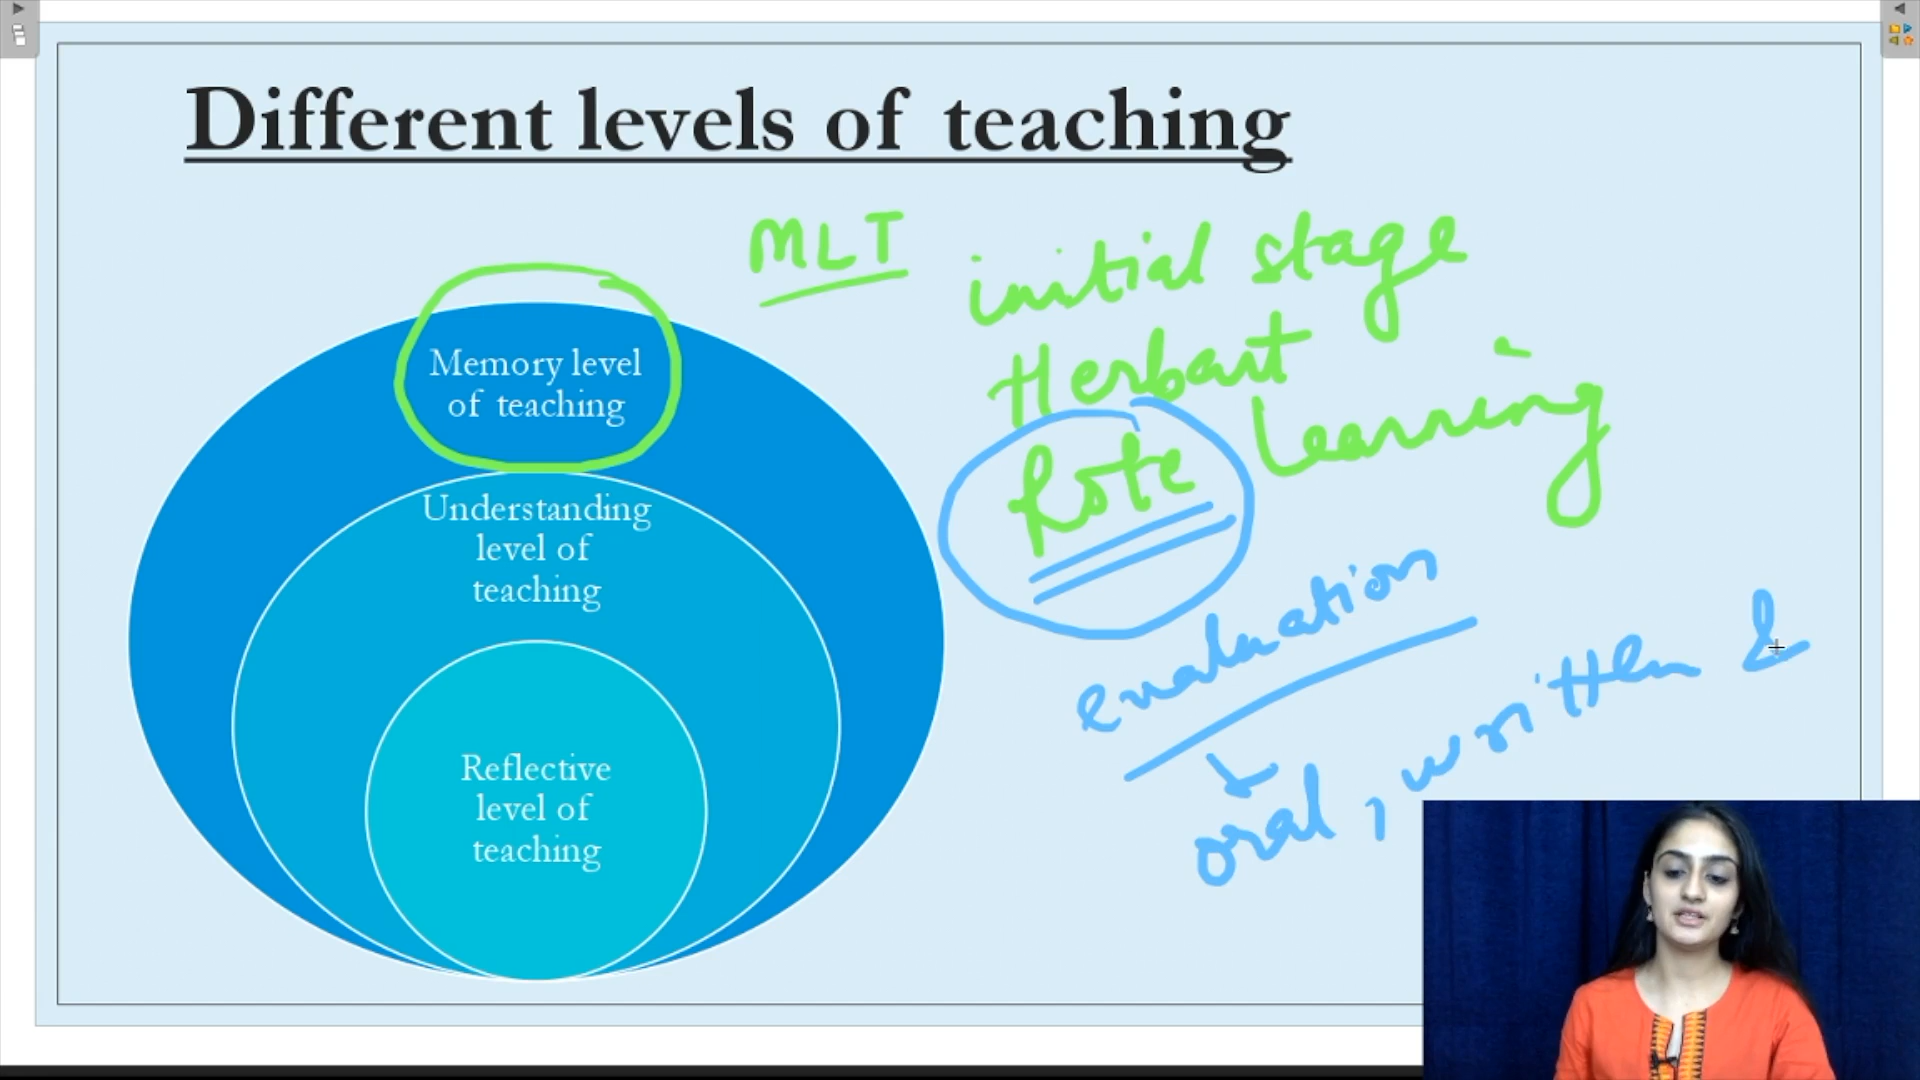 Different levels of teaching
MLT
initial stage
Herbart
Rote Learning
evaluation
oral, written &
Memory level
of teaching
Understanding
level of
teaching
Reflective
level of
teaching